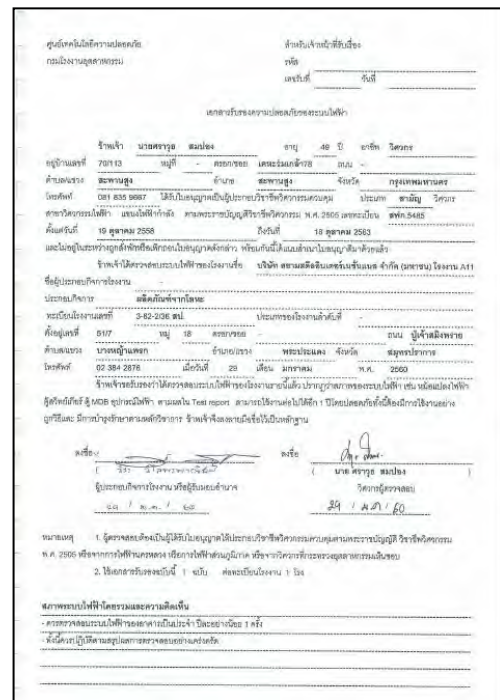 ศูนย์เทคโนโลยีความปลอดภัย
กรมโรงงานอุตสาหกรรม
สำหรับเจ้าหน้าที่รับเรื่อง
รหัส
เลขรับที่ วันที่
เอกสารรับรองความปลอดภัยของระบบไฟฟ้า
ข้าพเจ้า นายศราวุธ สมปอง อายุ 48 ปี อาชีพ วิศวกร
อยู่บ้านเลขที่ 70/113 หมู่ที่ - ตรอก/ซอย เคหะร่มเกล้า78 ถนน -
ตำบล/แขวง สะพานสูง อำเภอ สะพานสูง จังหวัด กรุงเทพมหานคร
โทรศัพท์ 081 835 9667 ได้รับใบอนุญาตเป็นผู้ประกอบวิชาชีพวิศวกรรมควบคุม ประเภท สามัญ วิศวกร
สาขาวิศวกรรมไฟฟ้า แขนงไฟฟ้ากำลัง ตามพระราชบัญญัติวิชาชีพวิศวกรรม พ.ศ. 2505 เลขทะเบียน สฟก.5485
ตั้งแต่วันที่ 19 ตุลาคม 2558 ถึงวันที่ 18 ตุลาคม 2563
และไม่อยู่ในระหว่างถูกสั่งพักหรือเพิกถอนใบอนุญาตดังกล่าว พร้อมกันนี้ได้แนบสำเนาใบอนุญาตมาด้วยแล้ว
ข้าพเจ้าได้ตรวจสอบระบบไฟฟ้าของโรงงานชื่อ บริษัท สยามสตีลอินเตอร์เนชั่นแนล จำกัด (มหาชน) โรงงาน A11
ชื่อผู้ประกอบกิจการโรงงาน -
ประกอบกิจการ ผลิตภัณฑ์จากโลหะ
ทะเบียนโรงงานเลขที่ 3-62-2/36 สป. ประเภทของโรงงานลำดับที่ -
ตั้งอยู่เลขที่ 51/7 หมู่ 18 ตรอก/ซอย - ถนน ปู่เจ้าสมิงพราย
ตำบล/แขวง บางหญ้าแพรก อำเภอ/แขวง พระประแดง จังหวัด สมุทรปราการ
โทรศัพท์ 02 384 2876 เมื่อวันที่ 29 เดือน มกราคม พ.ศ. 2560
ข้าพเจ้าขอรับรองว่าได้ตรวจสอบระบบไฟฟ้าของโรงงานรายนี้แล้ว ปรากฏว่าสภาพของระบบไฟฟ้า เช่น หม้อแปลงไฟฟ้า
ตู้สวิทช์เกียร์ ตู้ MDB อุปกรณ์ไฟฟ้า ตามผลใน Test report สามารถใช้งานต่อไปได้อีก 1 ปีโดยปลอดภัยทั้งนี้ต้องมีการใช้งานอย่าง
ถูกวิธีและ มีการบำรุงรักษาตามหลักวิชาการ ข้าพเจ้าจึงลงลายมือชื่อไว้เป็นหลักฐาน
ลงชื่อ ลงชื่อ
( ) ( นาย ศราวุธ สมปอง )
ผู้ประกอบกิจการโรงงาน หรือผู้รับมอบอำนาจ วิศวกรผู้ตรวจสอบ
29 / ม.ค. / 60 29 / ม.ค / 60
หมายเหตุ 1. ผู้ตรวจสอบต้องเป็นผู้ได้รับใบอนุญาตให้ประกอบวิชาชีพวิศวกรรมควบคุมตามพระราชบัญญัติ วิชาชีพวิศวกรรม
พ.ศ. 2505 หรือจากการไฟฟ้านครหลวง หรือการไฟฟ้าส่วนภูมิภาค หรือจากวิศวกรที่กระทรวงอุตสาหกรรมเห็นชอบ
2. ใช้เอกสารรับรองฉบับนี้ 1 ฉบับ ต่อทะเบียนโรงงาน 1 โรง
สภาพระบบไฟฟ้าโดยรวมและความคิดเห็น
- ควรตรวจสอบระบบไฟฟ้าของอาคารเป็นประจำ ปีละอย่างน้อย 1 ครั้ง
- ทั้งนี้ควรปฏิบัติตามสรุปผลการตรวจสอบอย่างเคร่งครัด